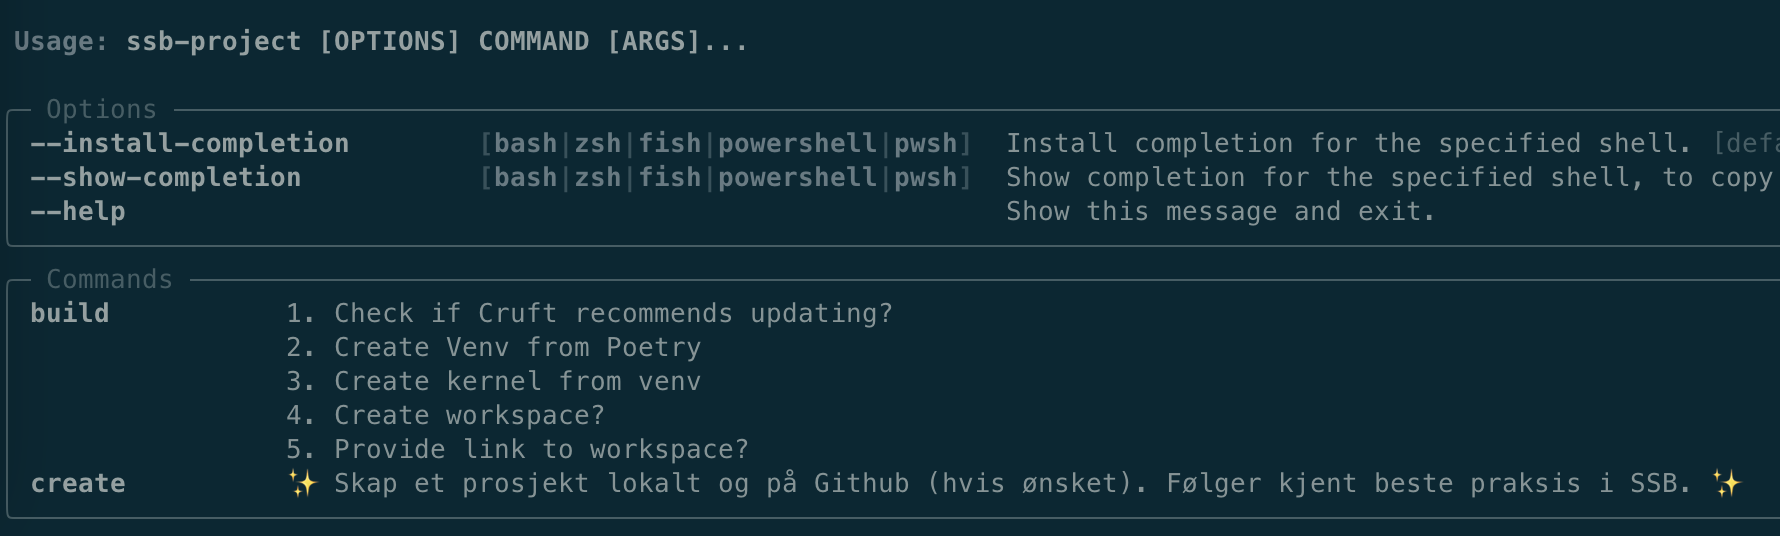 Usage: ssb-project [OPTIONS] COMMAND [ARGS]...
Options
--install-completion [bash|zsh|fish|powershell|pwsh] Install completion for the specified shell. [defa
--show-completion [bash|zsh|fish|powershell|pwsh] Show completion for the specified shell, to copy
--help Show this message and exit.
Commands
build 1. Check if Cruft recommends updating?
2. Create Venv from Poetry
3. Create kernel from venv
4. Create workspace?
5. Provide link to workspace?
create ✨ Skap et prosjekt lokalt og på Github (hvis ønsket). Følger kjent beste praksis i SSB. ✨